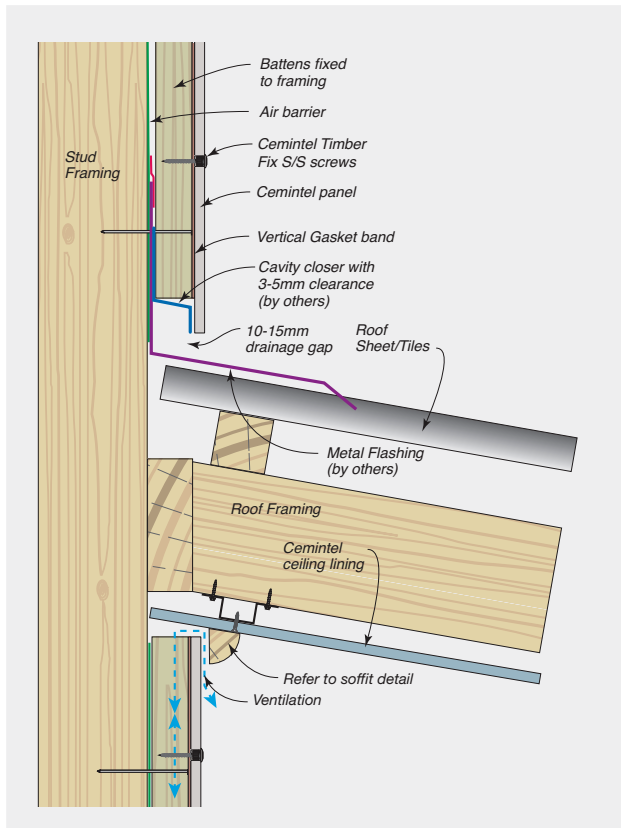 Battens fixed
to framing
Air barrier
Stud
Framing
Cemintel Timber
Fix S/S screws
Cemintel panel
Vertical Gasket band
Cavity closer with
3-5mm clearance
(by others)
10-15mm
drainage gap
Roof
Sheet/Tiles
Metal Flashing
(by others)
Roof Framing
Cemintel
ceiling lining
Refer to soffit detail
Ventilation